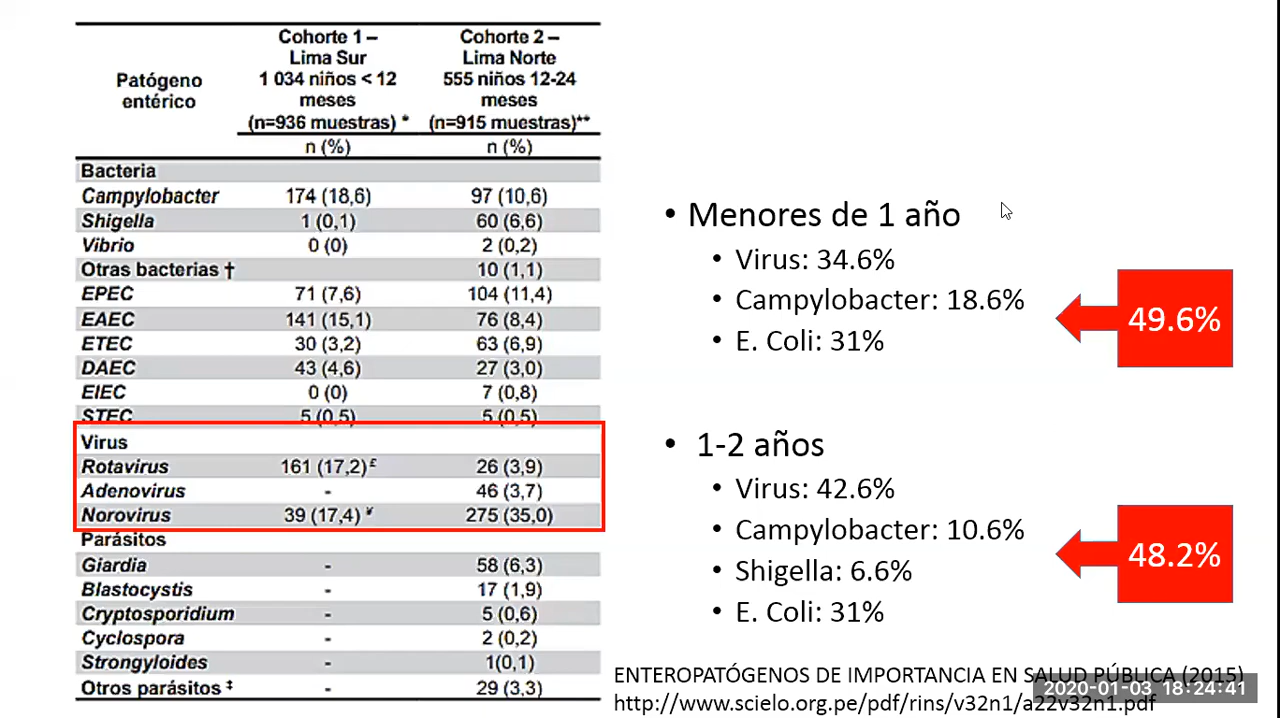 Patógeno
entérico
Cohorte 1 –
Lima Sur
1 034 niños < 12
meses
(n=936 muestras) *
Cohorte 2 –
Lima Norte
555 niños 12-24
meses
(n=915 muestras)**
n (%) n (%)
Bacteria
Campylobacter 174 (18,6) 97 (10,6)
Shigella 1 (0,1) 60 (6,6)
Vibrio 0 (0) 2 (0,2)
Otras bacterias † 10 (1,1)
EPEC 71 (7,6) 104 (11,4)
EAEC 141 (15,1) 76 (8,4)
ETEC 30 (3,2) 63 (6,9)
DAEC 43 (4,6) 27 (3,0)
EIEC 0 (0) 7 (0,8)
STEC 5 (0,5) 5 (0,5)
Virus
Rotavirus 161 (17,2) £ 26 (3,9)
Adenovirus - 46 (3,7)
Norovirus 39 (17,4) ¥ 275 (35,0)
Parásitos
Giardia - 58 (6,3)
Blastocystis - 17 (1,9)
Cryptosporidium - 5 (0,6)
Cyclospora - 2 (0,2)
Strongyloides - 1(0,1)
Otros parásitos ‡ - 29 (3,3)
• Menores de 1 año
• Virus: 34.6%
• Campylobacter: 18.6%
• E. Coli: 31%
49.6%
• 1-2 años
• Virus: 42.6%
• Campylobacter: 10.6%
• Shigella: 6.6%
• E. Coli: 31%
48.2%
ENTEROPATÓGENOS DE IMPORTANCIA EN SALUD PÚBLICA (2015)
http://www.scielo.org.pe/pdf/rins/v32n1/a22v32n1.pdf
2020-01-03 18:24:41